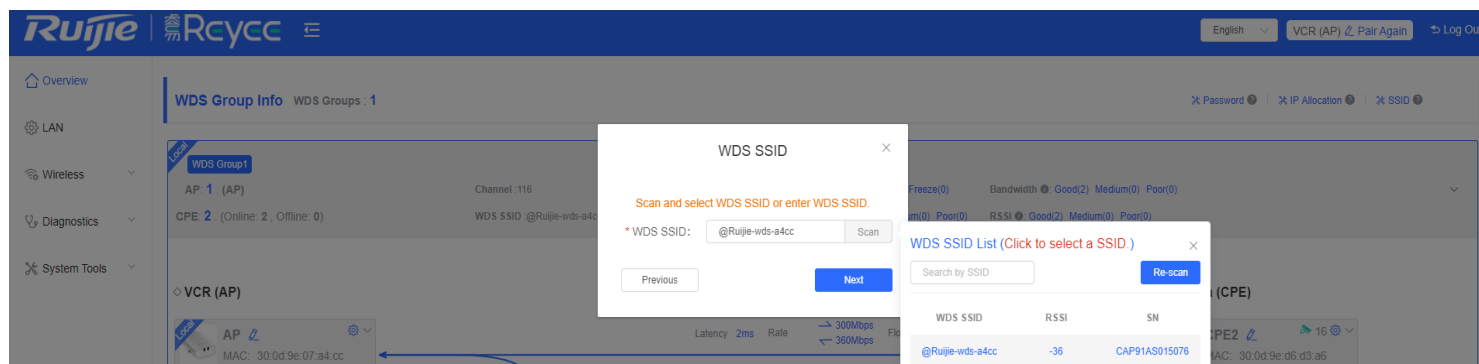 Ruijie Reyee English VCR (AP) Pair Again Log Ou
Overview
WDS Group Info WDS Groups : 1 Password IP Allocation SSID
LAN
Local WDS Group1
Wireless
AP: 1 (AP) Channel :116 Freeze(0) Bandwidth : Good(2) Medium(0) Poor(0)
CPE: 2 . (Online: 2 , Offline: 0) WDS SSID :@Ruijie-wds-a4cc um(0) Poor(0) RSSI : Good(2) Medium(0) Poor(0)
Diagnostics
System Tools
WDS SSID
Scan and select WDS SSID or enter WDS SSID.
* WDS SSID: @Ruijie-wds-a4cc Scan
Previous Next
WDS SSID List (Click to select a SSID.)
Search by SSID Re-scan
WDS SSID RSSI SN
@Ruijie-wds-a4cc -36 CAP91AS015076
VCR (AP) (CPE)
Local AP Latency 2ms Rate 300Mbps Flo CPE2 16
360Mbps
MAC: 30:0d:9e:07:a4:cc MAC: 30:0d:9e:d6:d3:a6